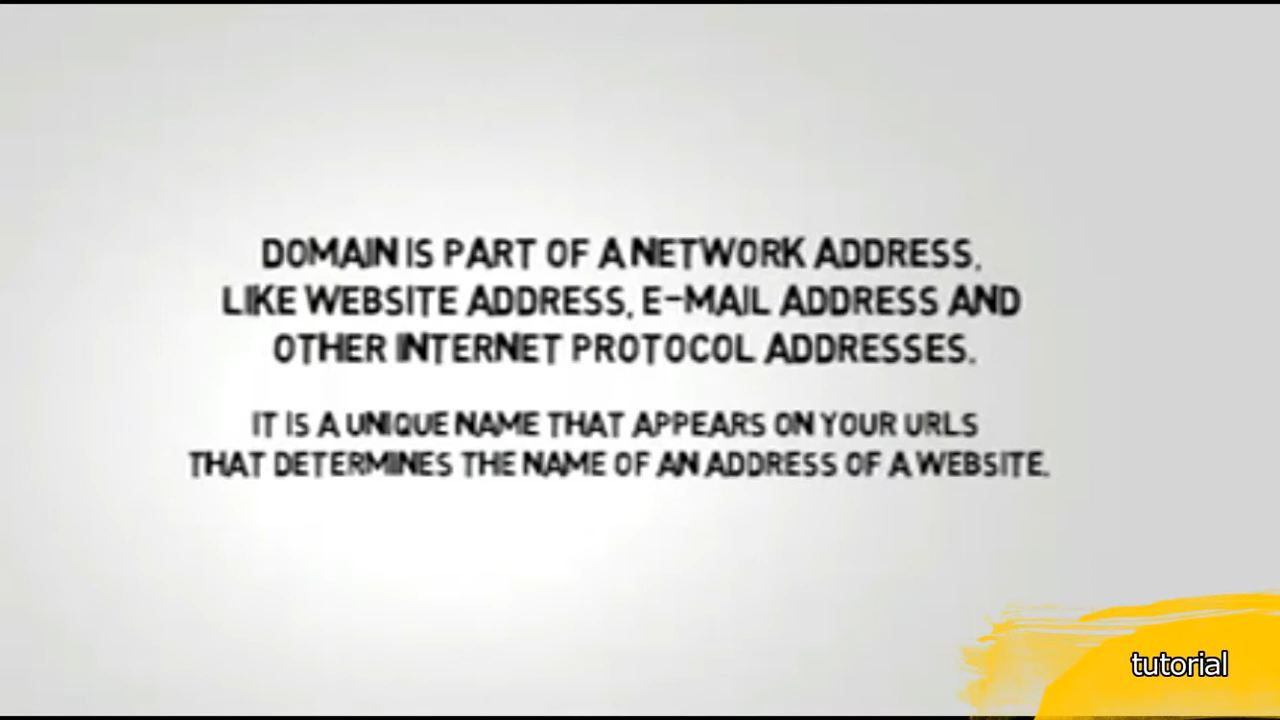 DOMAIN IS PART OF A NETWORK ADDRESS,
LIKE WEBSITE ADDRESS, E-MAIL ADDRESS AND
OTHER INTERNET PROTOCOL ADDRESSES.
IT IS A UNIQUE NAME THAT APPEARS ON YOUR URLS
THAT DETERMINES THE NAME OF AN ADDRESS OF A WEBSITE.
tutorial